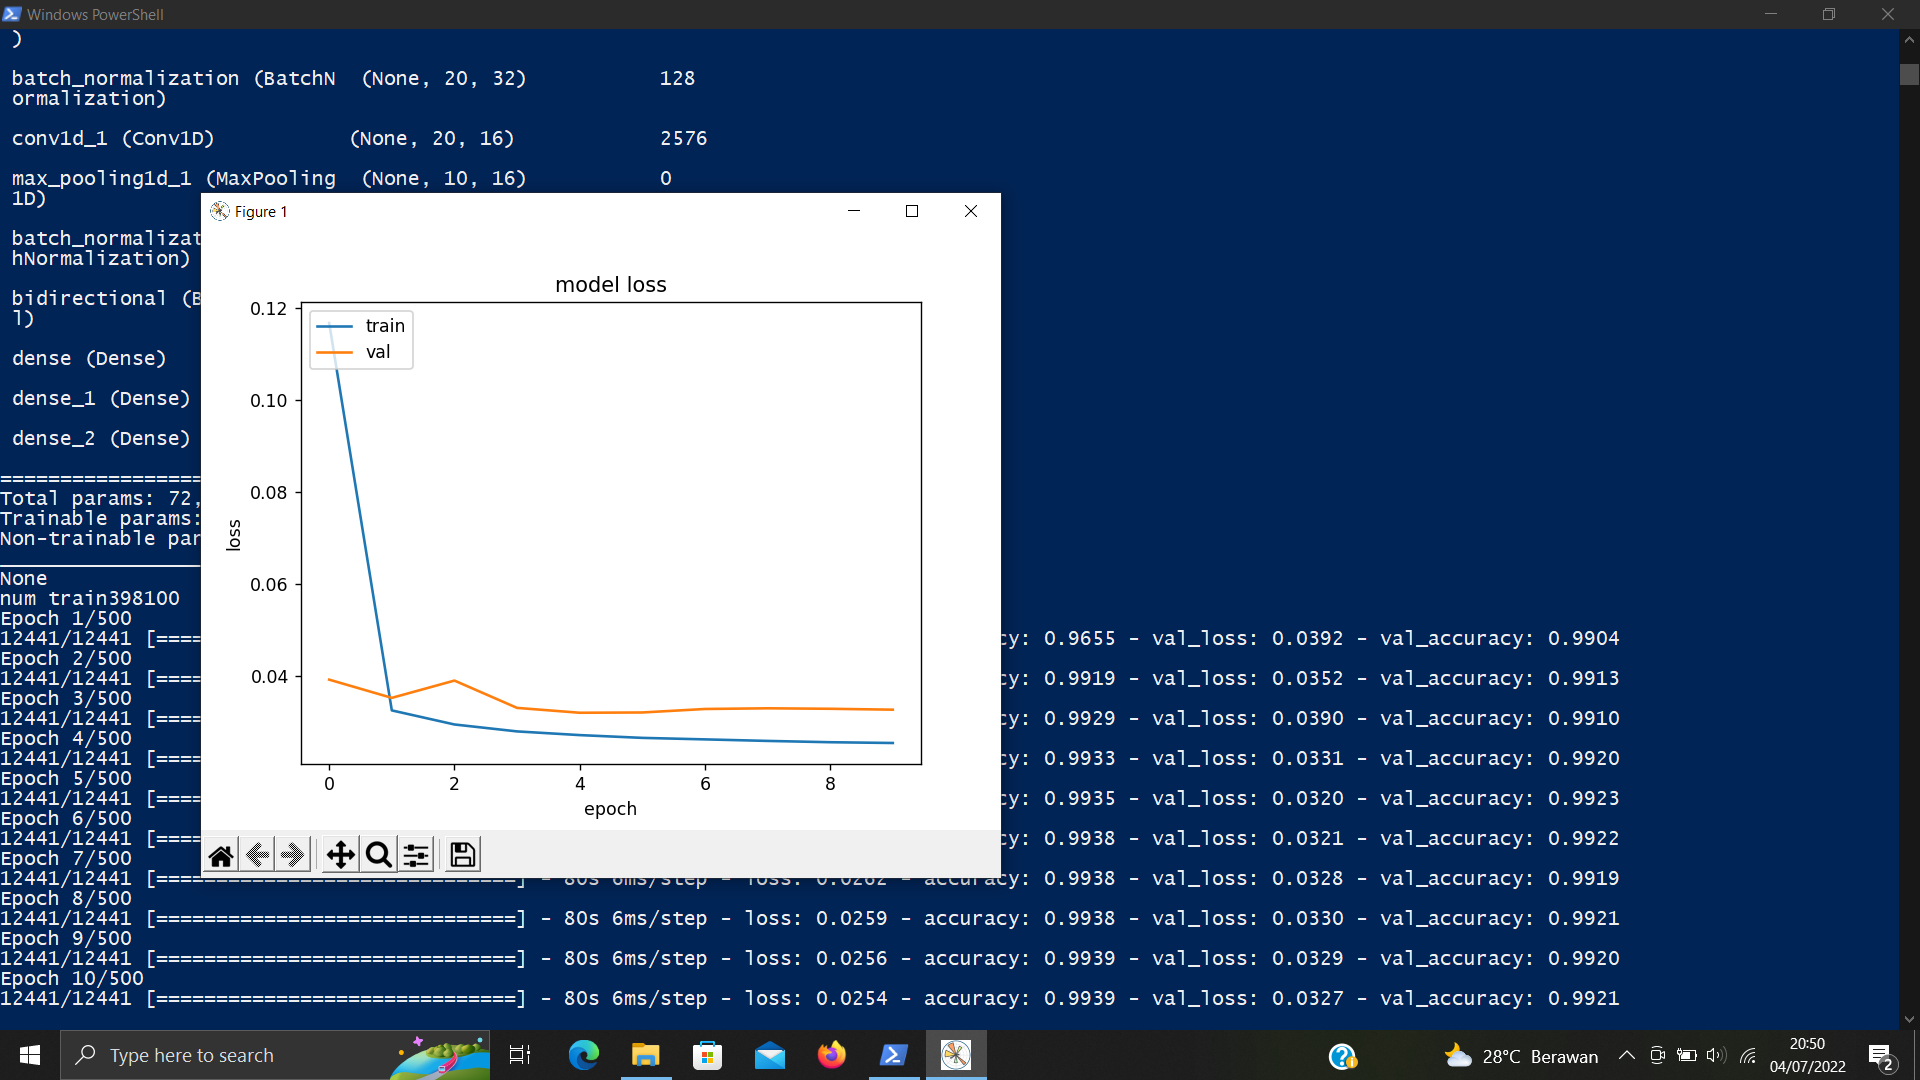 Windows PowerShell
)
batch_normalization (BatchN (None, 20, 32) 128
ormalization)
conv1d_1 (Conv1D) (None, 20, 16) 2576
max_pooling1d_1 (MaxPooling (None, 10, 16) 0
1D)
batch_normalizat
hNormalization)
bidirectional (B
l)
dense (Dense)
dense_1 (Dense)
dense_2 (Dense)
=================
Total params: 72,
Trainable params:
Non-trainable par
None
num train398100
Epoch 1/500
12441/12441 [==== cy: 0.9655 - val_loss: 0.0392 - val_accuracy: 0.9904
Epoch 2/500
12441/12441 [==== cy: 0.9919 - val_loss: 0.0352 - val_accuracy: 0.9913
Epoch 3/500
12441/12441 [==== cy: 0.9929 - val_loss: 0.0390 - val_accuracy: 0.9910
Epoch 4/500
12441/12441 [==== cy: 0.9933 - val_loss: 0.0331 - val_accuracy: 0.9920
Epoch 5/500
12441/12441 [==== cy: 0.9935 - val_loss: 0.0320 - val_accuracy: 0.9923
Epoch 6/500
12441/12441 [==== cy: 0.9938 - val_loss: 0.0321 - val_accuracy: 0.9922
Epoch 7/500
12441/12441 [==============================] - 80s 6ms/step - loss: 0.0262 - accuracy: 0.9938 - val_loss: 0.0328 - val_accuracy: 0.9919
Epoch 8/500
12441/12441 [==============================] - 80s 6ms/step - loss: 0.0259 - accuracy: 0.9938 - val_loss: 0.0330 - val_accuracy: 0.9921
Epoch 9/500
12441/12441 [==============================] - 80s 6ms/step - loss: 0.0256 - accuracy: 0.9939 - val_loss: 0.0329 - val_accuracy: 0.9920
Epoch 10/500
12441/12441 [==============================] - 80s 6ms/step - loss: 0.0254 - accuracy: 0.9939 - val_loss: 0.0327 - val_accuracy: 0.9921
Figure 1
model loss
0.12
0.10
0.08
0.06
0.04
loss
train
val
0 2 4 6 8
epoch
Type here to search
28°C Berawan
20:50
04/07/2022
2